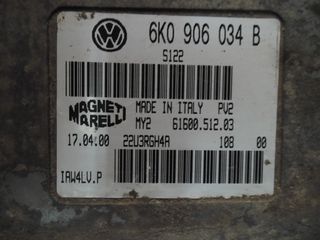 6K0 906 034 B
S122
MAGNETI MARELLI
MADE IN ITALY PV2
MY2 61600.512.03
17.04.00 22U3RGH4A 108 00
IAW4LV.P